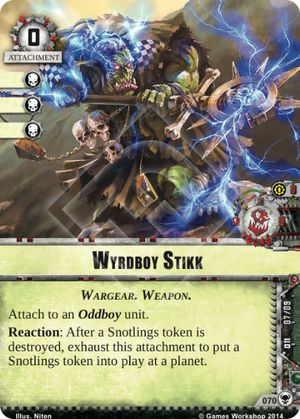 0
ATTACHMENT
WYRDBOY STIKK
WARGEAR. WEAPON.
Attach to an Oddboy unit.
Reaction: After a Snotlings token is
destroyed, exhaust this attachment to put a
Snotlings token into play at a planet.
011 07/09
070
Illus. Niten
© Games Workshop 2014